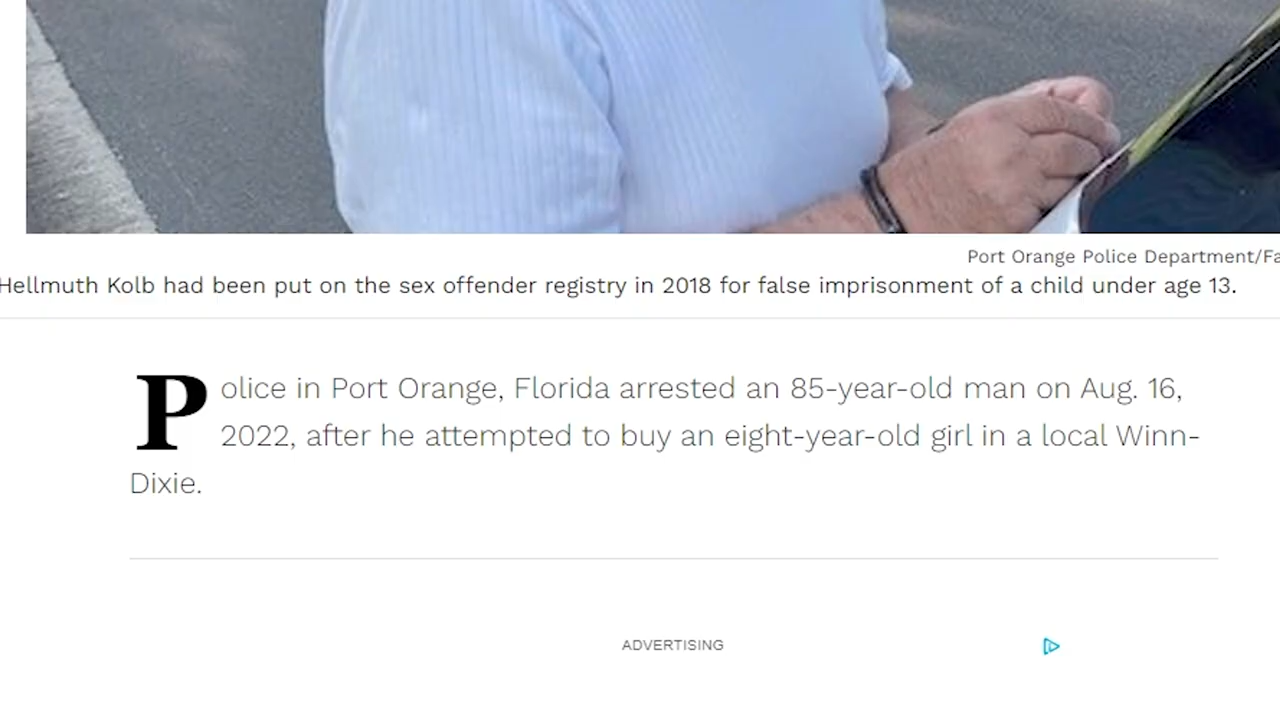 Port Orange Police Department/Fa
Hellmuth Kolb had been put on the sex offender registry in 2018 for false imprisonment of a child under age 13.
Police in Port Orange, Florida arrested an 85-year-old man on Aug. 16,
2022, after he attempted to buy an eight-year-old girl in a local Winn-
Dixie.
ADVERTISING